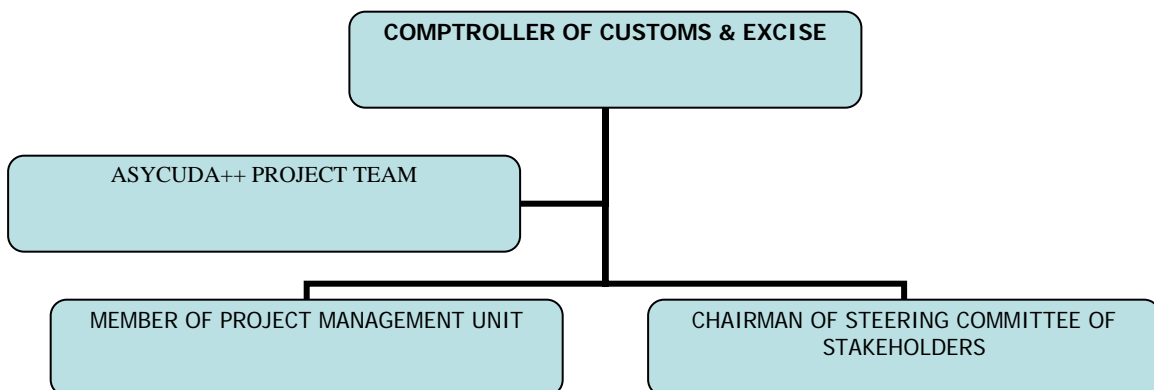 COMPTROLLER OF CUSTOMS & EXCISE
ASYCUDA++ PROJECT TEAM
MEMBER OF PROJECT MANAGEMENT UNIT
CHAIRMAN OF STEERING COMMITTEE OF
STAKEHOLDERS